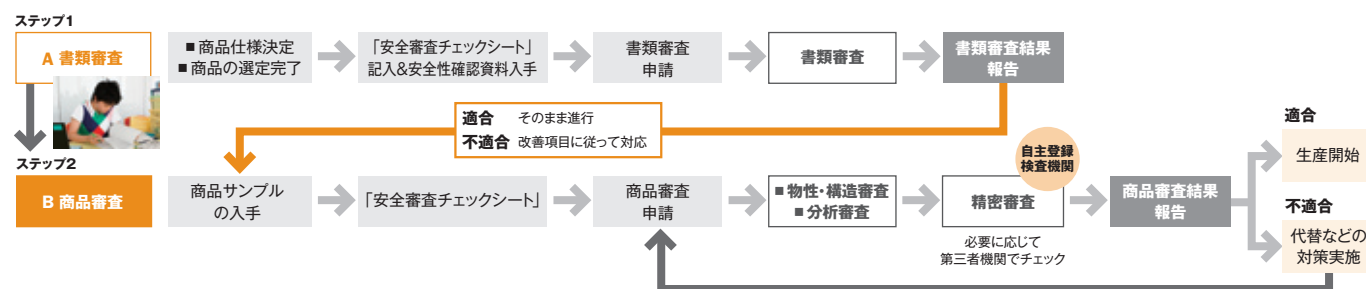 ステップ1
A 書類審査
■商品仕様決定
■商品の選定完了
「安全審査チェックシート」
記入&安全性確認資料入手
書類審査
申請
書類審査
書類審査結果
報告
適合 そのまま進行
不適合 改善項目に従って対応
ステップ2
B 商品審査
商品サンプル
の入手
「安全審査チェックシート」
商品審査
申請
■物性・構造審査
■分析審査
自主登録
検査機関
精密審査
必要に応じて
第三者機関でチェック
商品審査結果
報告
適合
生産開始
不適合
代替などの
対策実施